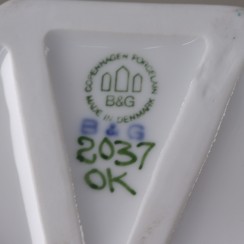 COPENHAGEN PORCELAIN
B&G
MADE IN DENMARK
B & G
2037
OK